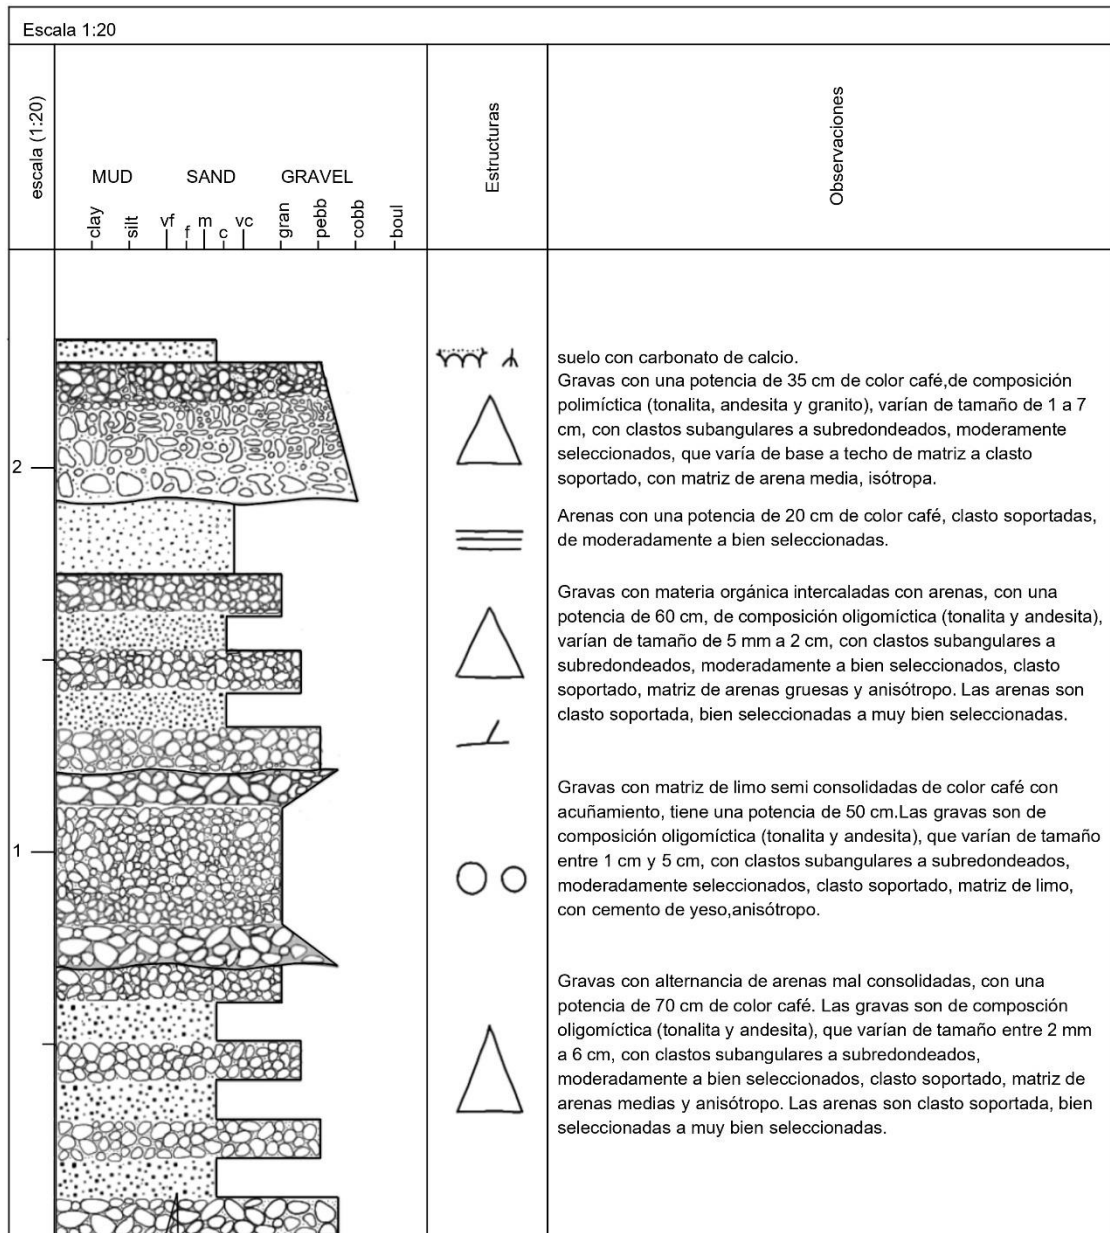 Escala 1:20
escala (1:20)
MUD SAND GRAVEL
clay silt vf f m c vc gran pebb cobb boul
Estructuras
Observaciones
suelo con carbonato de calcio.
Gravas con una potencia de 35 cm de color café,de composición
polimíctica (tonalita, andesita y granito), varían de tamaño de 1 a 7
cm, con clastos subangulares a subredondeados, moderamente
seleccionados, que varía de base a techo de matriz a clasto
soportado, con matriz de arena media, isótropa.
2
Arenas con una potencia de 20 cm de color café, clasto soportadas,
de moderadamente a bien seleccionadas.
Gravas con materia orgánica intercaladas con arenas, con una
potencia de 60 cm, de composición oligomíctica (tonalita y andesita),
varían de tamaño de 5 mm a 2 cm, con clastos subangulares a
subredondeados, moderadamente a bien seleccionados, clasto
soportado, matriz de arenas gruesas y anisótropo. Las arenas son
clasto soportada, bien seleccionadas a muy bien seleccionadas.
1
Gravas con matriz de limo semi consolidadas de color café con
acuñamiento, tiene una potencia de 50 cm.Las gravas son de
composición oligomíctica (tonalita y andesita), que varían de tamaño
entre 1 cm y 5 cm, con clastos subangulares a subredondeados,
moderadamente seleccionados, clasto soportado, matriz de limo,
con cemento de yeso,anisótropo.
Gravas con alternancia de arenas mal consolidadas, con una
potencia de 70 cm de color café. Las gravas son de composción
oligomíctica (tonalita y andesita), que varían de tamaño entre 2 mm
a 6 cm, con clastos subangulares a subredondeados,
moderadamente a bien seleccionados, clasto soportado, matriz de
arenas medias y anisótropo. Las arenas son clasto soportada, bien
seleccionadas a muy bien seleccionadas.